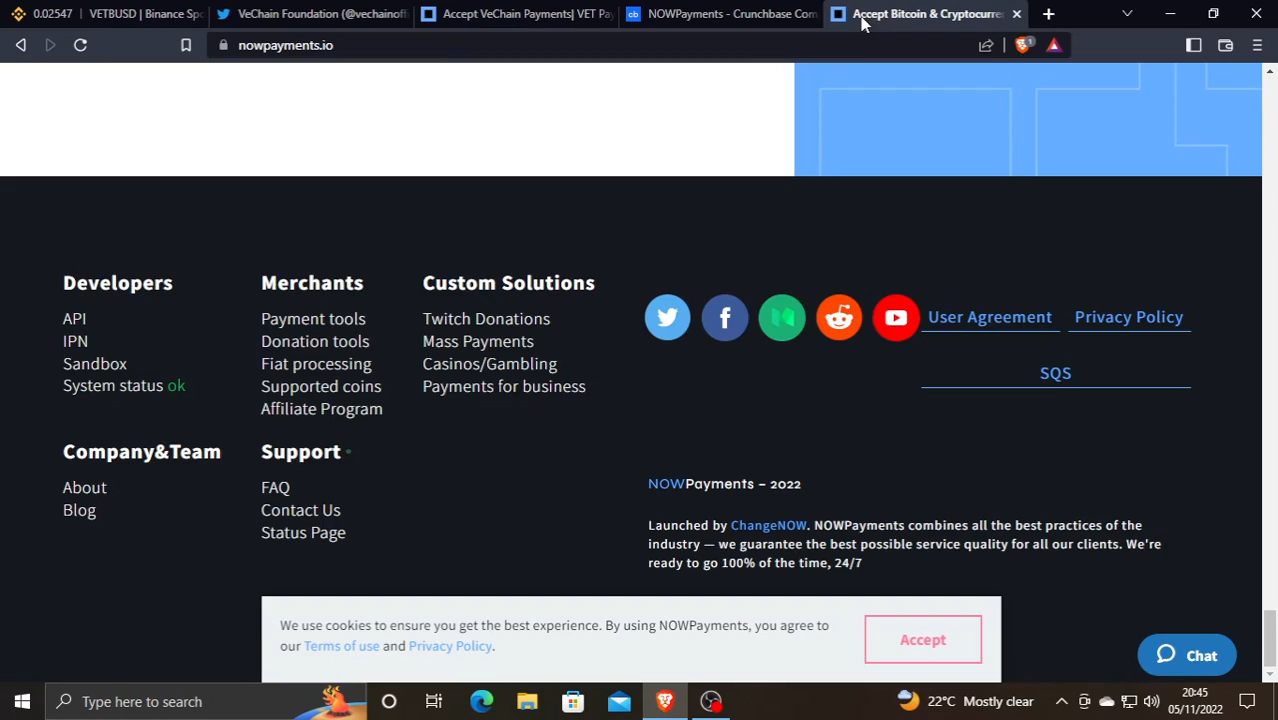 0.02547 | VETBUSD | Binance Spo
VeChain Foundation (@vechainoffi
Accept VeChain Payments| VET Pay
NOWPayments - Crunchbase Com
Accept Bitcoin & Cryptocurre
nowpayments.io
1
Developers
API
IPN
Sandbox
System status ok
Merchants
Payment tools
Donation tools
Fiat processing
Supported coins
Affiliate Program
Custom Solutions
Twitch Donations
Mass Payments
Casinos/Gambling
Payments for business
User Agreement
Privacy Policy
SQS
Company&Team
About
Blog
Support
FAQ
Contact Us
Status Page
NOWPayments – 2022
Launched by ChangeNOW. NOWPayments combines all the best practices of the
industry — we guarantee the best possible service quality for all our clients. We're
ready to go 100% of the time, 24/7
We use cookies to ensure you get the best experience. By using NOWPayments, you agree to
our Terms of use and Privacy Policy.
Accept
Chat
Type here to search
22°C Mostly clear
20:45
05/11/2022